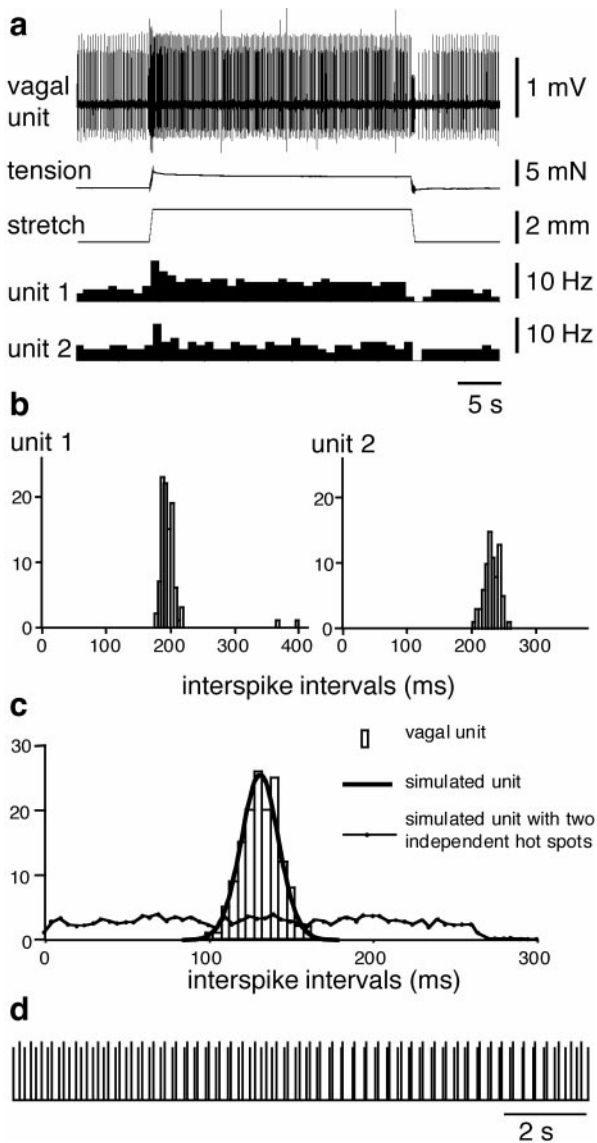 a
vagal
unit
1 mV
tension
5 mN
stretch
2 mm
unit 1
10 Hz
unit 2
10 Hz
5 s
b
unit 1
unit 2
20
10
0
0 100 200 300 400
20
10
0
0 100 200 300
interspike intervals (ms)
c
30
20
10
0
0 100 200 300
vagal unit
simulated unit
simulated unit with two
independent hot spots
interspike intervals (ms)
d
2 s